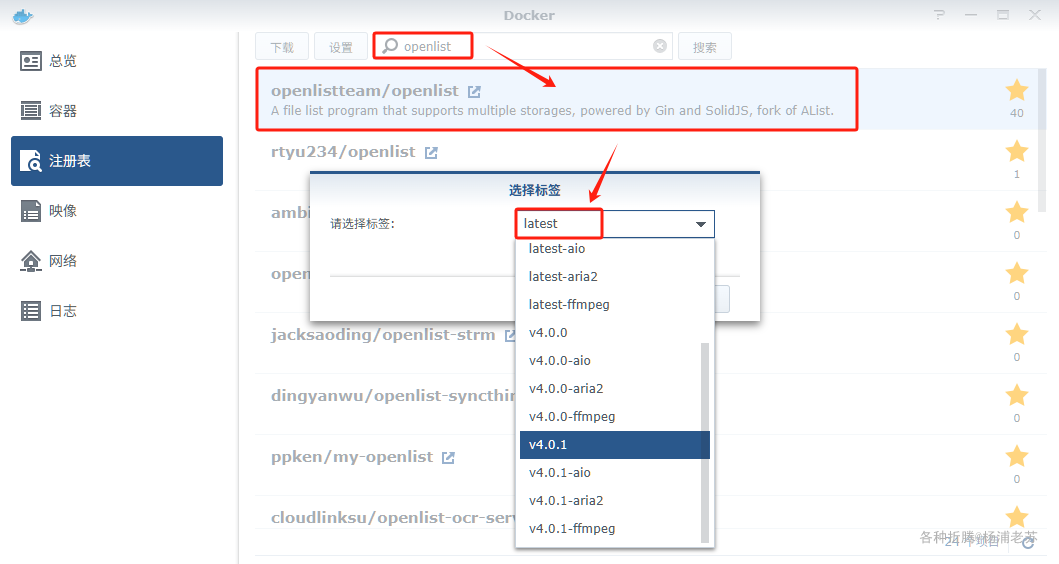 Docker
总览
容器
注册表
映像
网络
日志
下载
设置
openlist
搜索
openlistteam/openlist
A file list program that supports multiple storages, powered by Gin and SolidJS, fork of AList.
40
rtyu234/openlist
1
ambi
0
open
0
jacksaoding/openlist-strm
0
dingyanwu/openlist-syncthin
0
ppken/my-openlist
0
cloudlinksu/openlist-ocr-serv
选择标签
请选择标签:
latest
latest-aio
latest-aria2
latest-ffmpeg
v4.0.0
v4.0.0-aio
v4.0.0-aria2
v4.0.0-ffmpeg
v4.0.1
v4.0.1-aio
v4.0.1-aria2
v4.0.1-ffmpeg
24 个项目
各种折腾@杨浦老苏